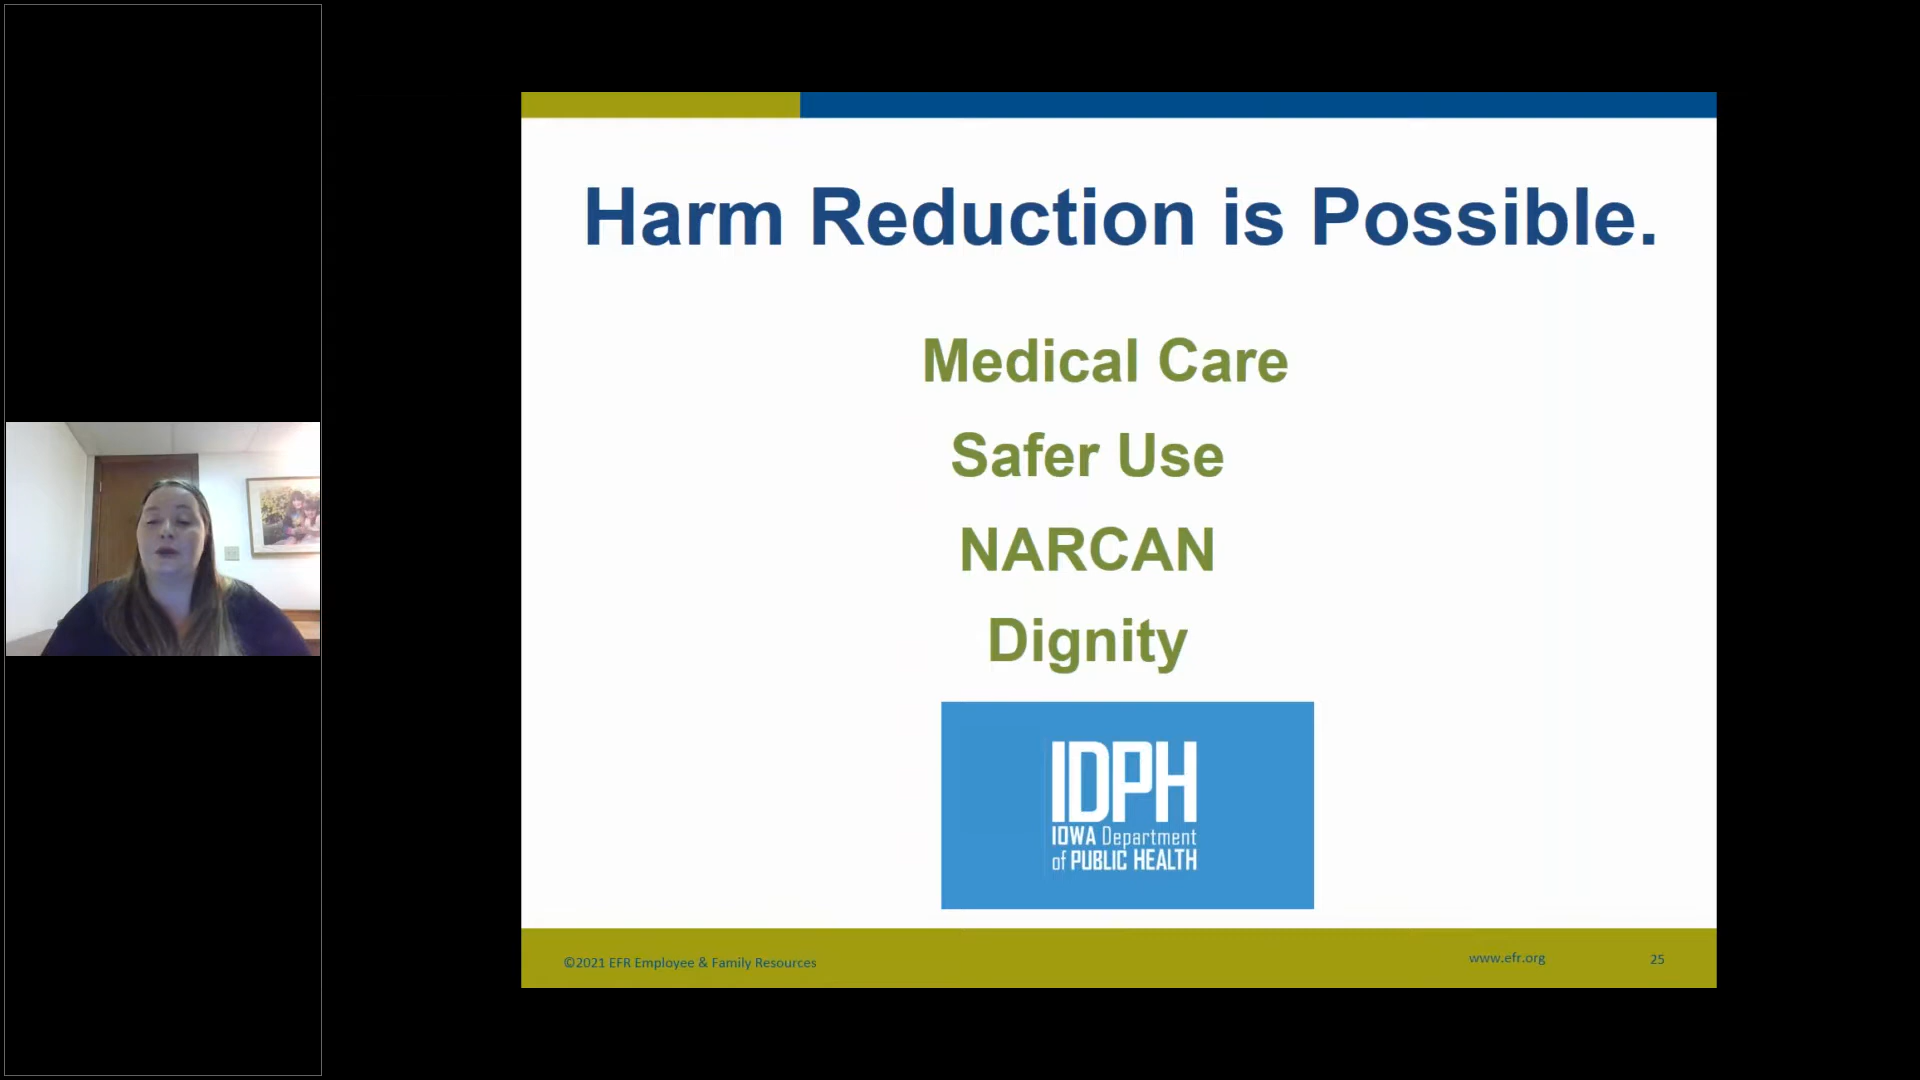 Harm Reduction is Possible.
Medical Care
Safer Use
NARCAN
Dignity
IDPH
IOWA Department
of PUBLIC HEALTH
©2021 EFR Employee & Family Resources
www.efr.org
25